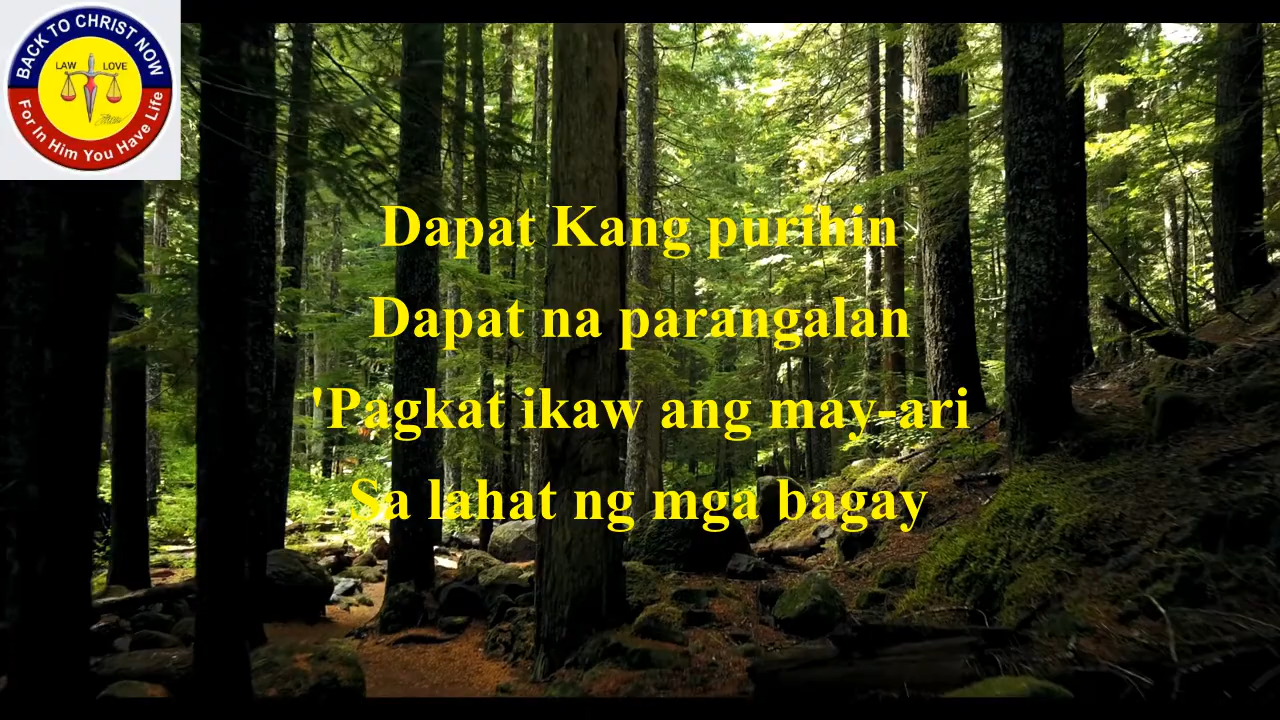 BACK TO CHRIST NOW
LAW LOVE
For In Him You Have Life
Dapat Kang purihin
Dapat na parangalan
'Pagkat ikaw ang may-ari
Sa lahat ng mga bagay